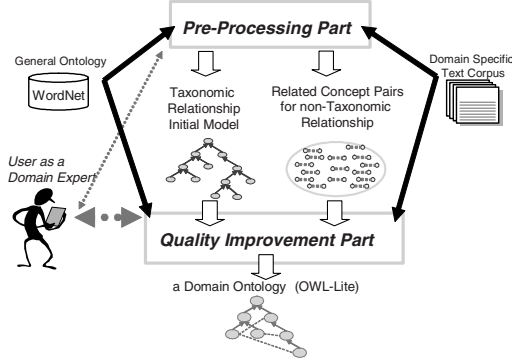 Pre-Processing Part
General Ontology
WordNet
Domain Specific
Text Corpus
Taxonomic
Relationship
Initial Model
Related Concept Pairs
for non-Taxonomic
Relationship
User as a
Domain Expert
Quality Improvement Part
a Domain Ontology (OWL-Lite)